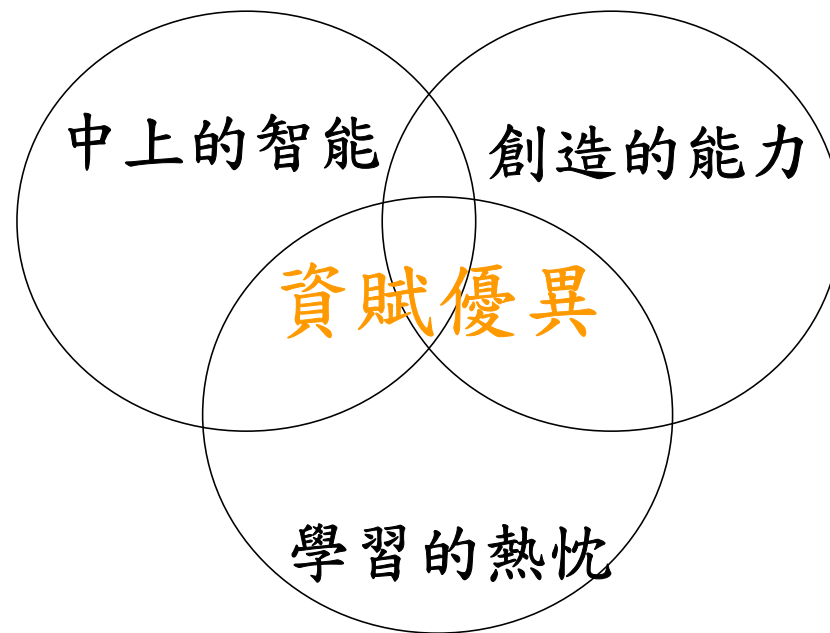 中上的智能
創造的能力
資賦優異
學習的熱忱